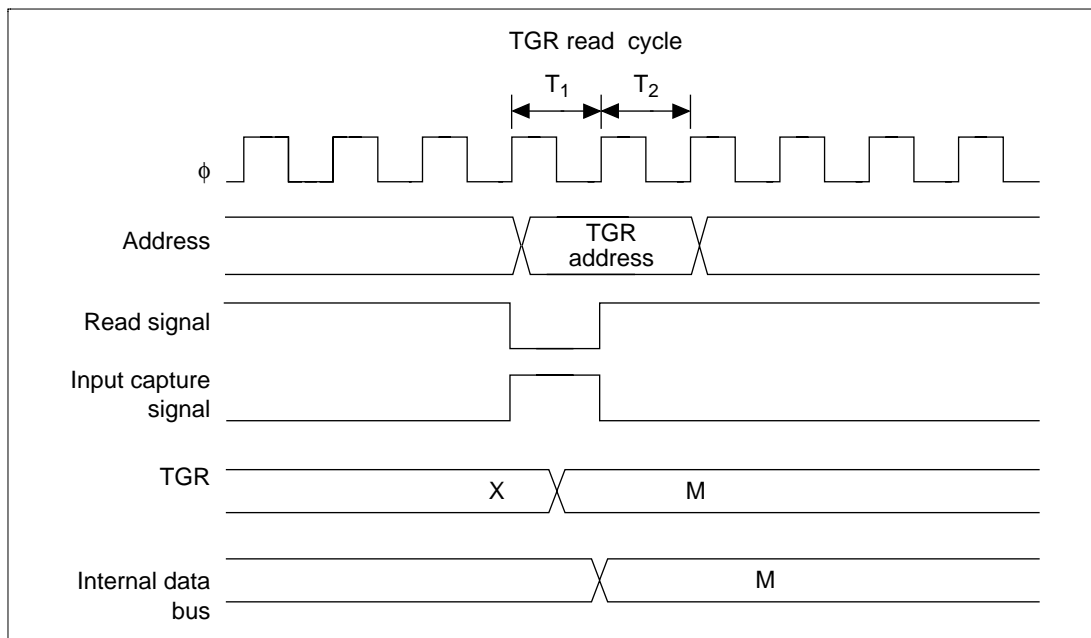 TGR read cycle
T1 T2
ϕ
Address
TGR
address
Read signal
Input capture
signal
TGR
X M
Internal data
bus
M